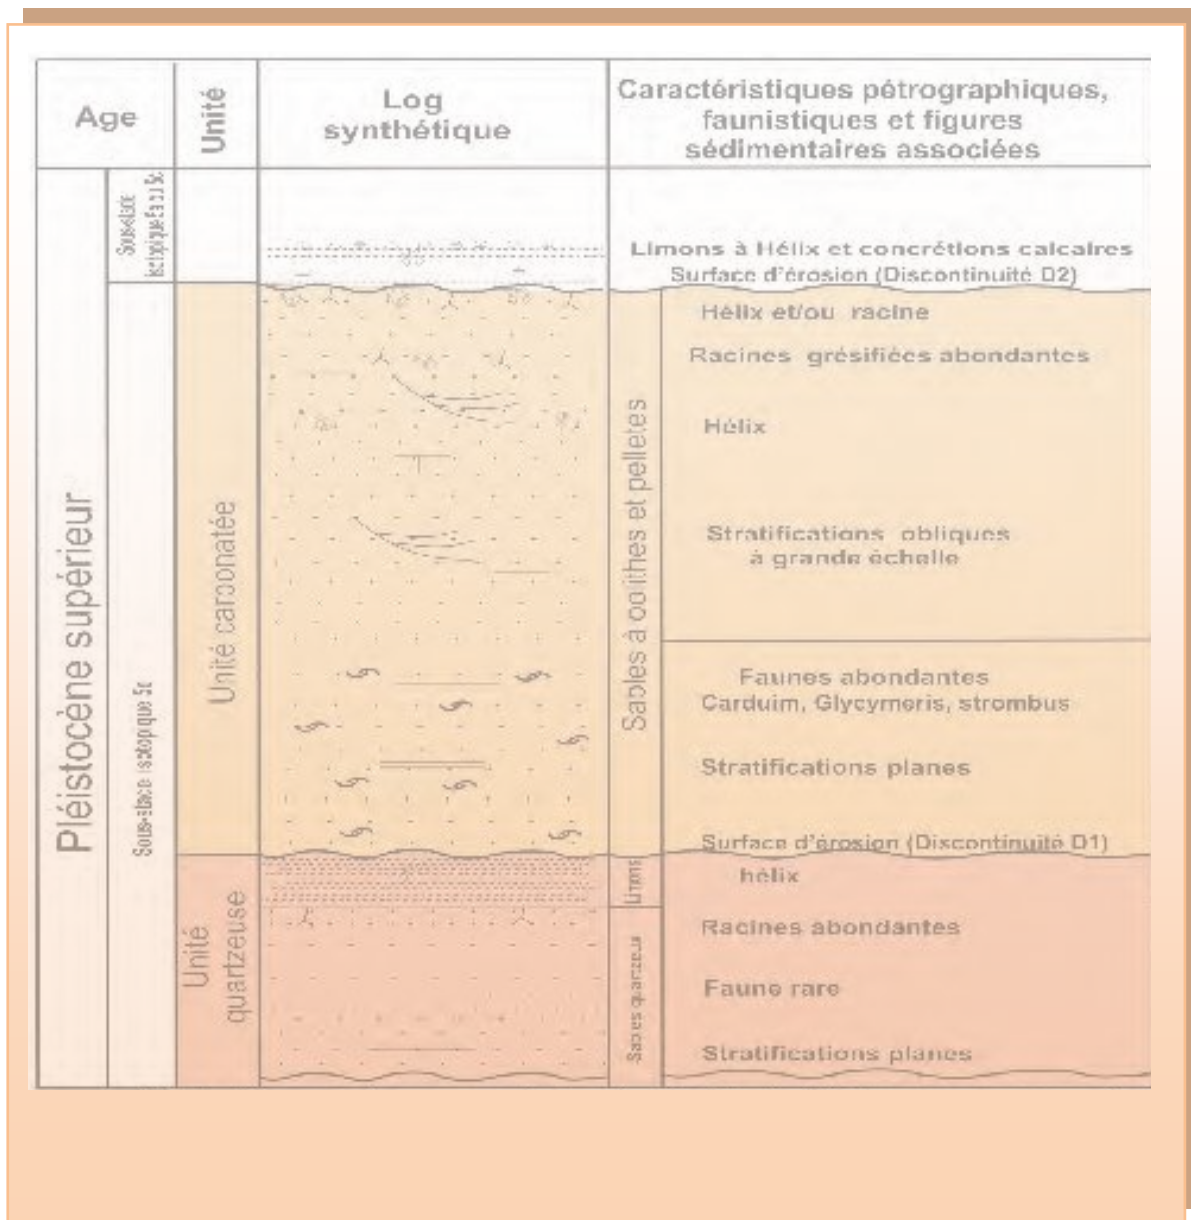 Age
Unité
Log
synthétique
Caractéristiques pétrographiques,
faunistiques et figures
sédimentaires associées
Pléistocène supérieur
Limons à Hélix et concrétions calcaires
Surface d'érosion (Discontinuité D2)
Unité carbonatée
Sables à oolithes et pelletes
Hélix et/ou racine
Racines grésifiées abondantes
Hélix
Stratifications obliques
à grande échelle
Faunes abondantes
Carduim, Glycymeris, strombus
Stratifications planes
Surface d'érosion (Discontinuité D1)
Unité
quartzeuse
Limons
hélix
Sables quartzeux
Racines abondantes
Faune rare
Stratifications planes